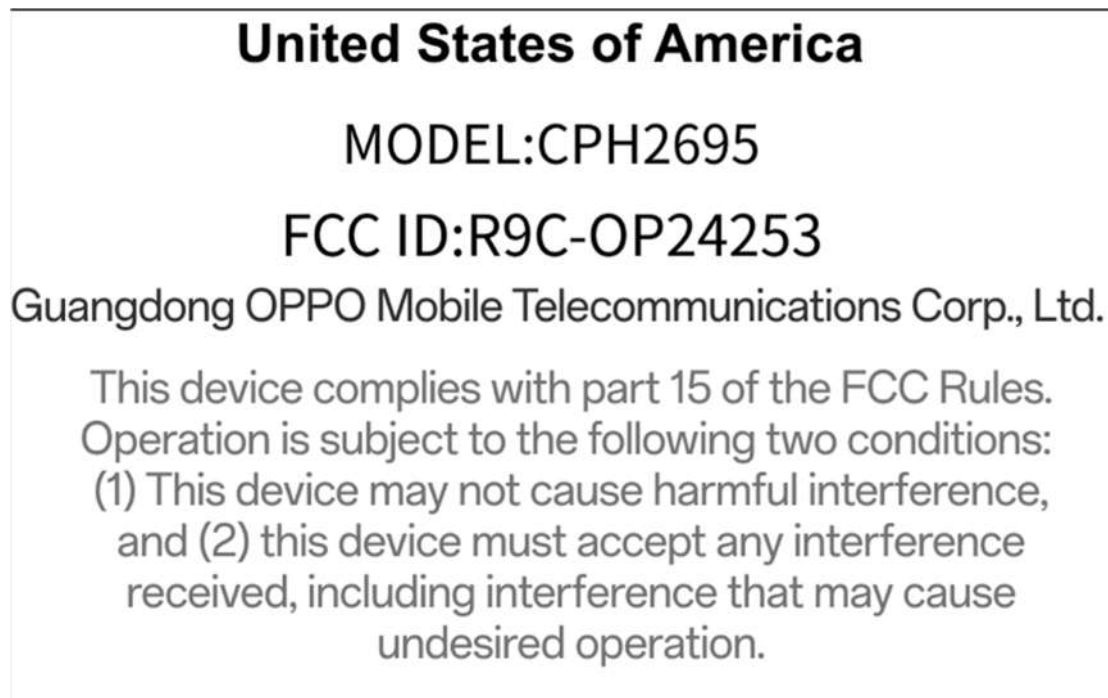 United States of America
MODEL:CPH2695
FCC ID:R9C-OP24253
Guangdong OPPO Mobile Telecommunications Corp., Ltd.
This device complies with part 15 of the FCC Rules.
Operation is subject to the following two conditions:
(1) This device may not cause harmful interference,
and (2) this device must accept any interference
received, including interference that may cause
undesired operation.